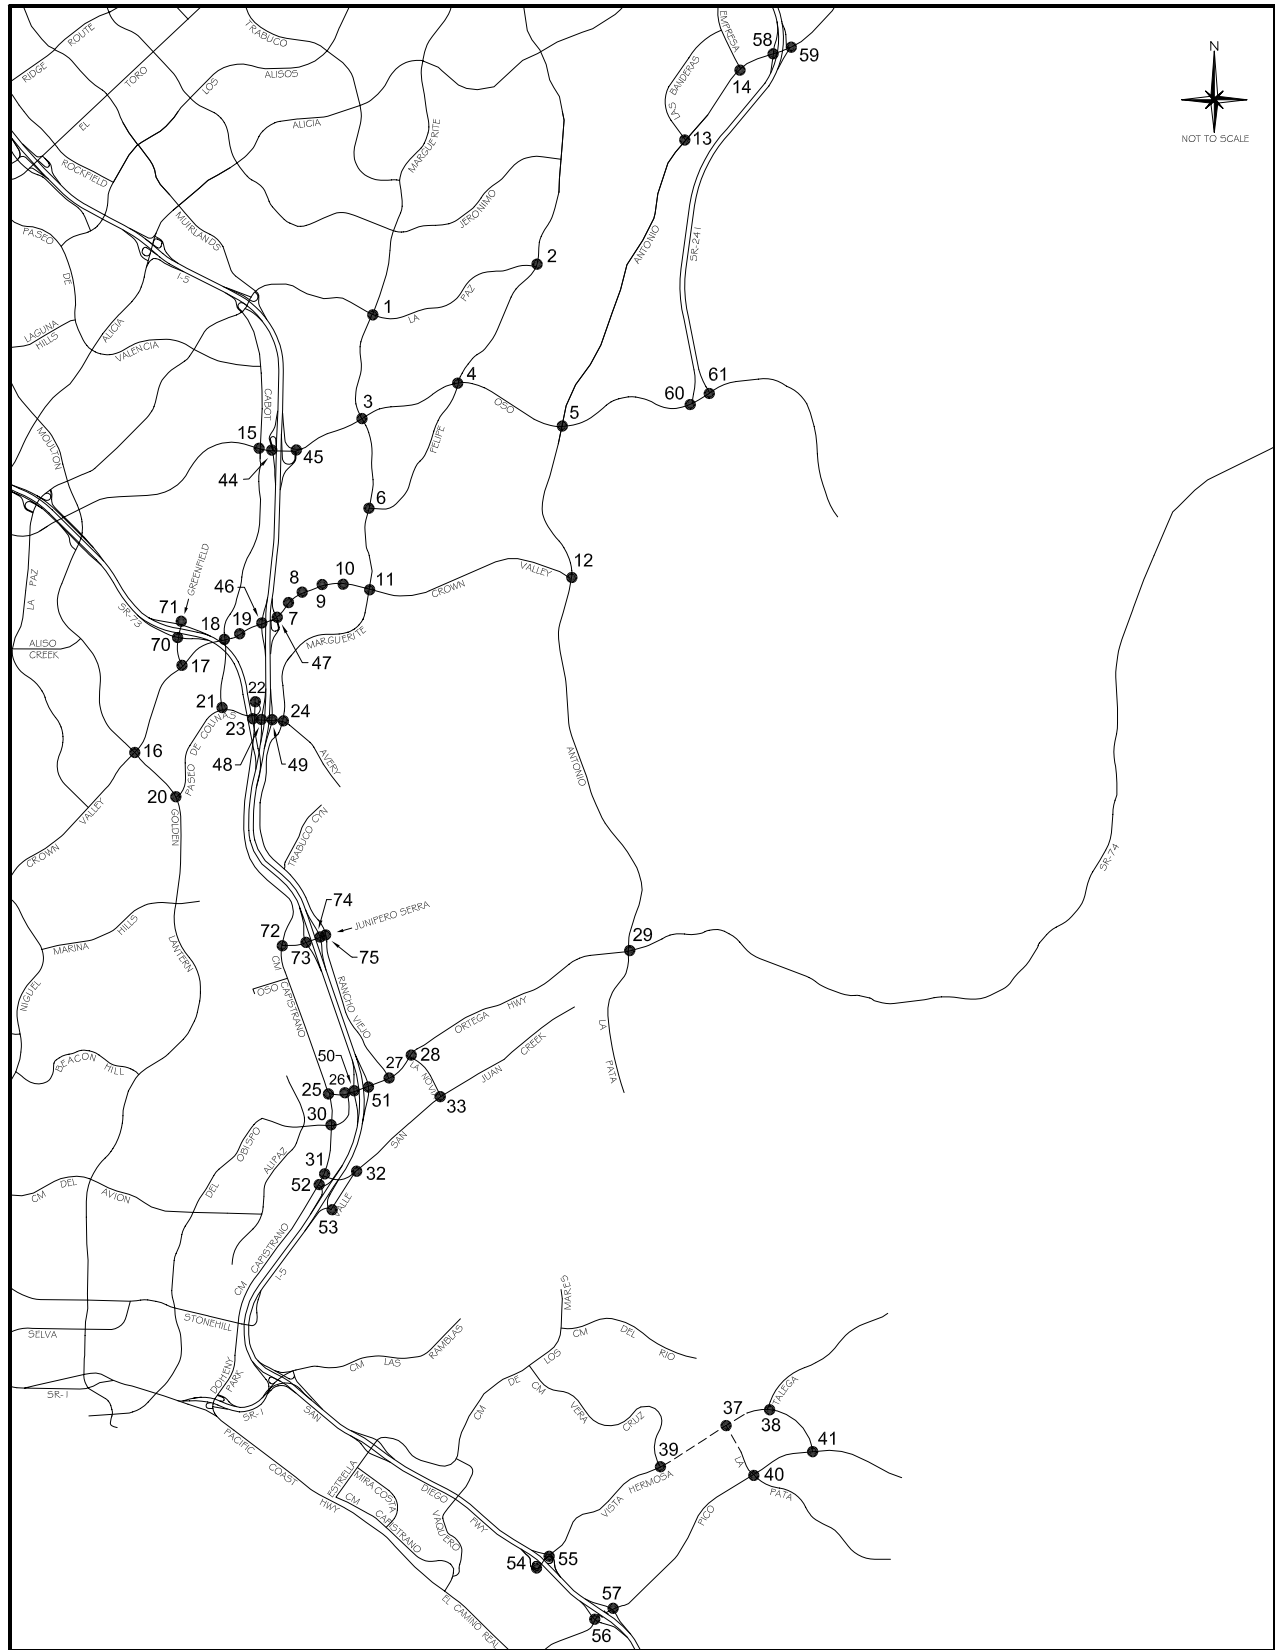 TRABUCO
EMPRESA
58
59
ROUTE
RIDGE
TORO
LOS
ALISOS
14
N
LAS BANDERAS
EL
ALICIA
13
NOT TO SCALE
MARGUERITE
ROCKFIELD
JERONIMO
MUIRLANDS
PASEO
DE
ANTONIO
SR-241
2
I-5
LA
PAZ
1
LAGUNA
HILLS
ALICIA
VALENCIA
4
61
60
CABOT
3
OSO
5
MOULTON
15
FELIPE
45
44
6
GREENFIELD
12
VALLEY
CROWN
LA PAZ
SR-73
46
8
10
9
11
71
18
19
7
MARGUERITE
70
47
ALISO
CREEK
17
21
22
23
24
PASEO DE COLINAS
16
48
49
AVERY
ANTONIO
20
GOLDEN
VALLEY
CROWN
TRABUCO CYN
SR-74
74
JUNIPERO SERRA
72
73
75
29
MARINA
HILLS
LANTERN
CM
CAPISTRANO
OSO
RANCHO VIEJO
NIGUEL
ORTEGA
HWY
LA
PATA
BEACON
HILL
50
27
28
LA NOVIA
JUAN
CREEK
25
26
51
33
30
OBISPO
ALIPAZ
SAN
31
32
52
DEL
CM
DEL
AVION
VALLE
53
CM
CAPISTRANO
I-5
MARES
STONEHILL
SELVA
CM
LAS
RAMBLAS
CM
DEL
RIO
LOS
DE
CM
DOHENY
PARK
SR-1
SR-1
SAN
CM
VERA
CRUZ
TALEGA
37
38
PACIFIC
COAST
HWY
39
41
LA
40
PATA
ESTRELLA
MIRA COSTA
CM
CAPISTRANO
DIEGO
FWY
VAQUERO
VISTA
HERMOSA
PICO
54
55
57
56
EL CAMINO REAL